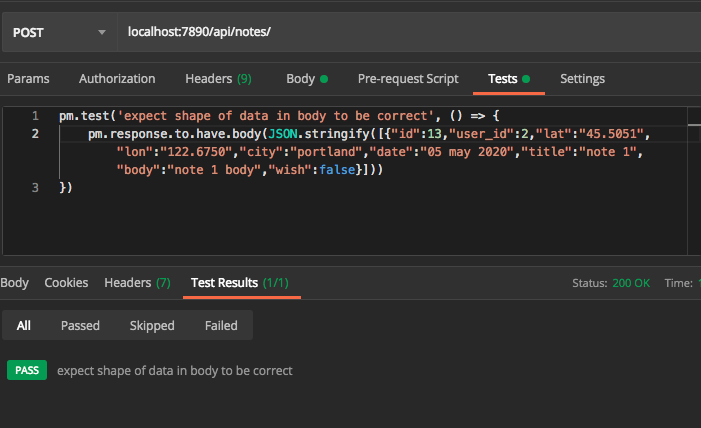 POST localhost:7890/api/notes/
Params Authorization Headers (9) Body Pre-request Script Tests Settings
1 pm.test('expect shape of data in body to be correct', () => {
2 pm.response.to.have.body(JSON.stringify([{"id":13,"user_id":2,"lat":"45.5051",
"lon":"122.6750","city":"portland","date":"05 may 2020","title":"note 1",
"body":"note 1 body","wish":false}]))
3 })
Body Cookies Headers (7) Test Results (1/1) Status: 200 OK Time:
All Passed Skipped Failed
PASS expect shape of data in body to be correct